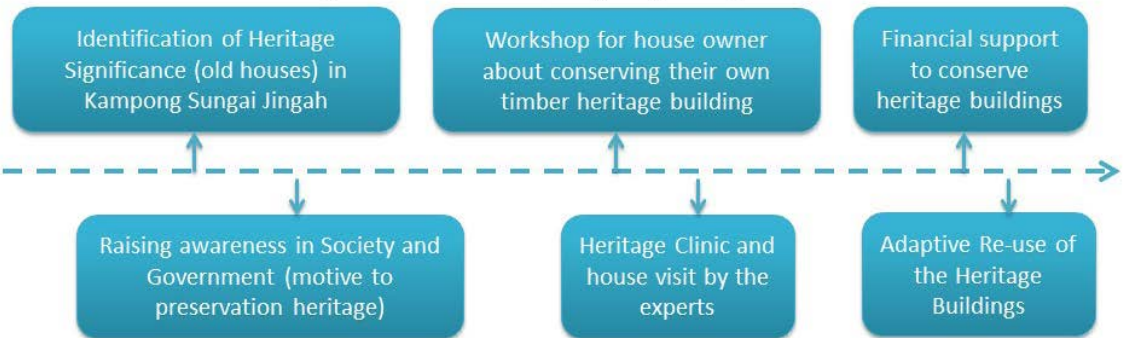 Identification of Heritage
Significance (old houses) in
Kampong Sungai Jingah
Workshop for house owner
about conserving their own
timber heritage building
Financial support
to conserve
heritage buildings
Raising awareness in Society and
Government (motive to
preservation heritage)
Heritage Clinic and
house visit by the
experts
Adaptive Re-use of
the Heritage
Buildings